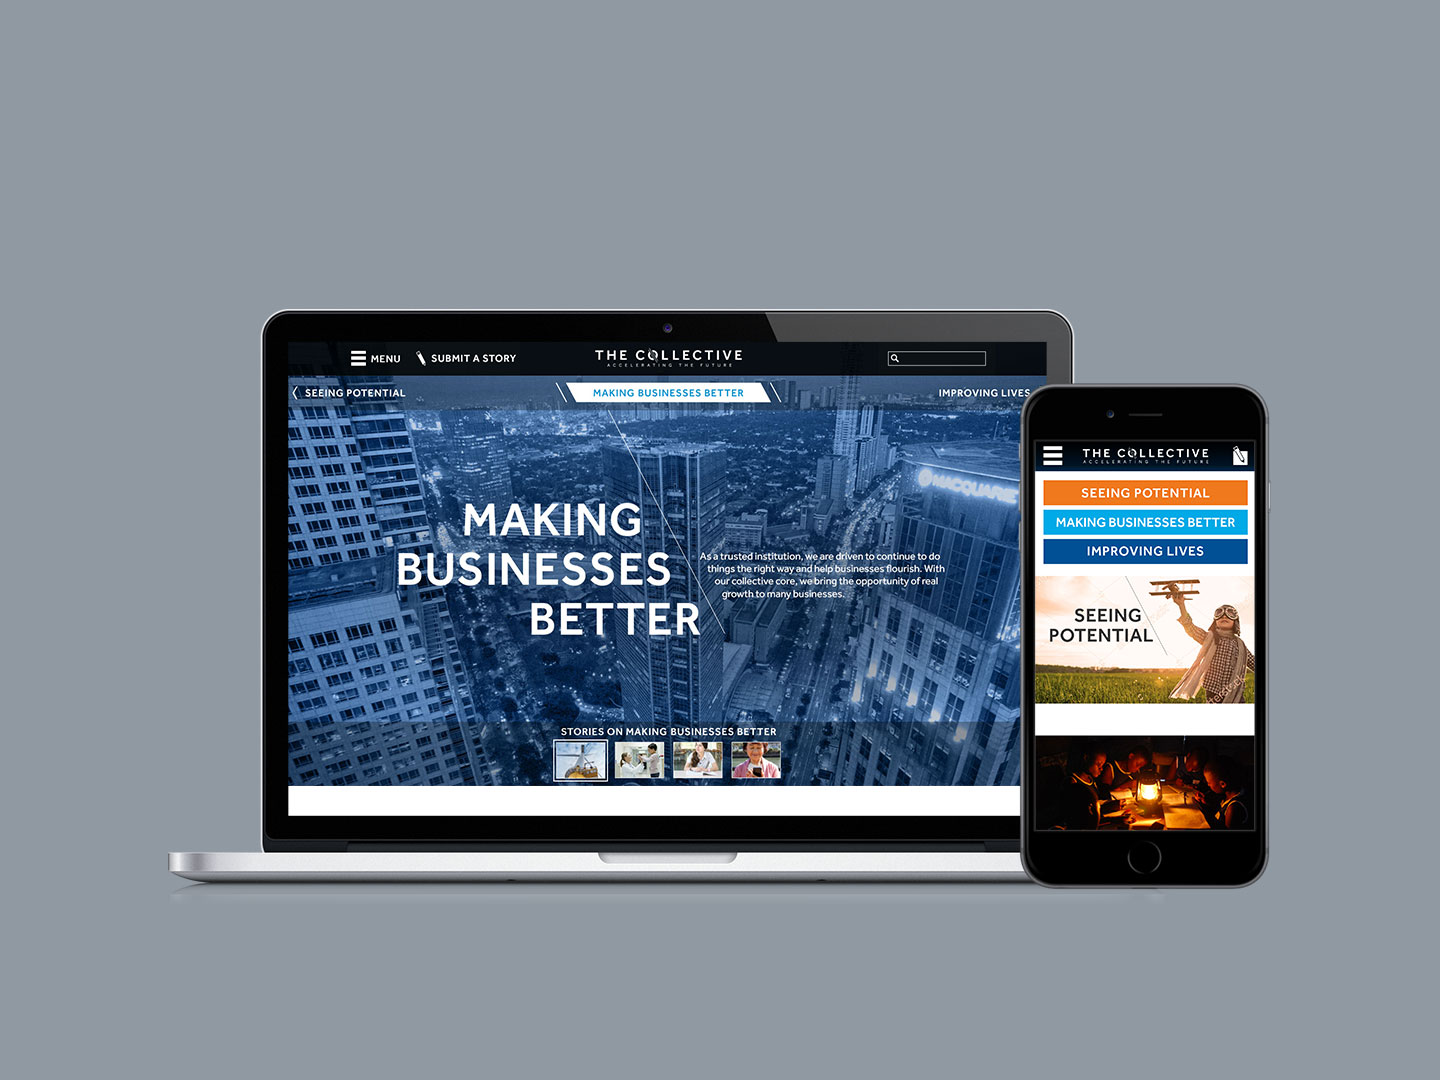 MENU
SUBMIT A STORY
THE COLLECTIVE
ACCELERATING THE FUTURE
SEEING POTENTIAL
MAKING BUSINESSES BETTER
IMPROVING LIVES
MACQUARIE
MAKING
BUSINESSES
BETTER
As a trusted institution, we are driven to continue to do
things the right way and help businesses flourish. With
our collective core, we bring the opportunity of real
growth to many businesses.
STORIES ON MAKING BUSINESSES BETTER
THE COLLECTIVE
ACCELERATING THE FUTURE
SEEING POTENTIAL
MAKING BUSINESSES BETTER
IMPROVING LIVES
SEEING
POTENTIAL